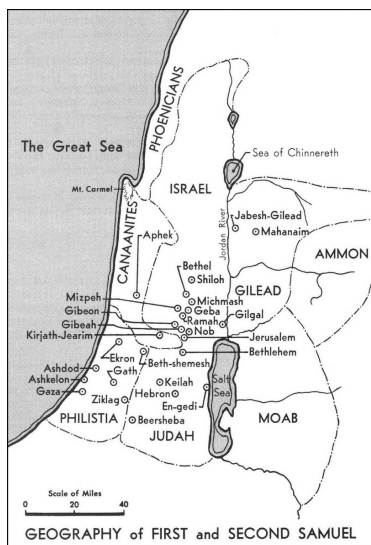 PHOENICIANS
The Great Sea
Sea of Chinnereth
Mt. Carmel
ISRAEL
CANAANITES
Aphek
Jordan River
Jabesh-Gilead
Mahanaim
AMMON
Bethel
Shiloh
GILEAD
Mizpeh
Michmash
Gibeon
Geba
Ramah
Gilgal
Gibeah
Nob
Kirjath-Jearim
Jerusalem
Ekron
Beth-shemesh
Bethlehem
Ashdod
Gath
Keilah
Salt
Sea
Ashkelon
Hebron
Gaza
Ziklag
En-gedi
MOAB
PHILISTIA
Beersheba
JUDAH
Scale of Miles
0 20 40
GEOGRAPHY of FIRST and SECOND SAMUEL